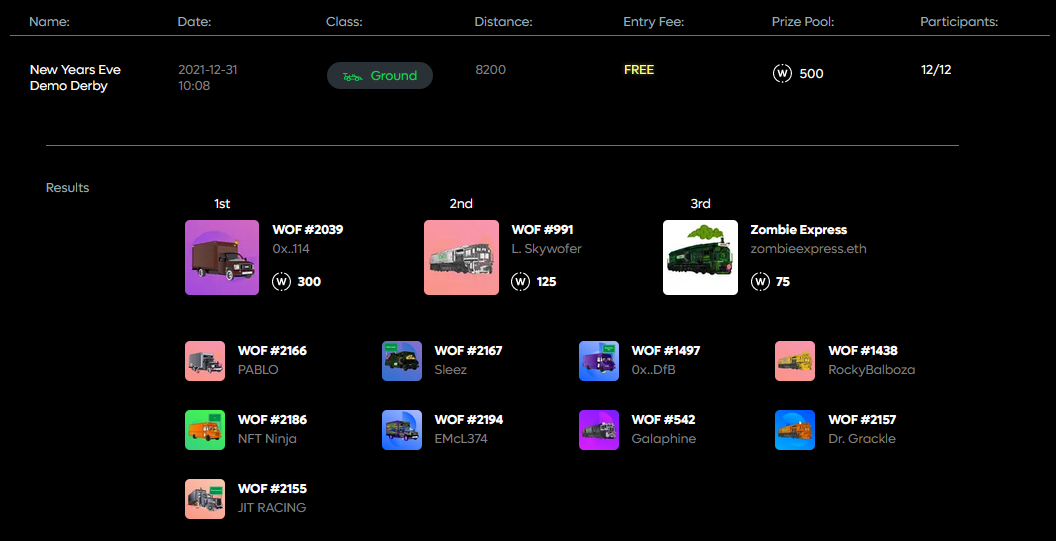 Name: Date: Class: Distance: Entry Fee: Prize Pool: Participants:
New Years Eve 2021-12-31 Ground 8200 FREE W 500 12/12
Demo Derby 10:08
Results
1st 2nd 3rd
WOF #2039 WOF #991 Zombie Express
0x..114 L. Skywofer zombieexpress.eth
W 300 W 125 W 75
WOF #2166 WOF #2167 WOF #1497 WOF #1438
PABLO Sleez 0x..DfB RockyBalboza
WOF #2186 WOF #2194 WOF #542 WOF #2157
NFT Ninja EMcL374 Galaphine Dr. Grackle
WOF #2155
JIT RACING